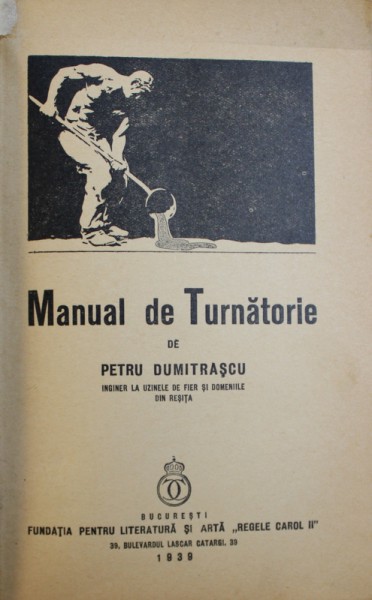 Manual de Turnătorie
DE
PETRU DUMITRAŞCU
INGINER LA UZINELE DE FIER ŞI DOMENIILE
DIN REŞIŢA
BUCUREŞTI
FUNDAŢIA PENTRU LITERATURĂ ŞI ARTĂ „REGELE CAROL II"
39, BULEVARDUL LASCAR CATARGI, 39
1939